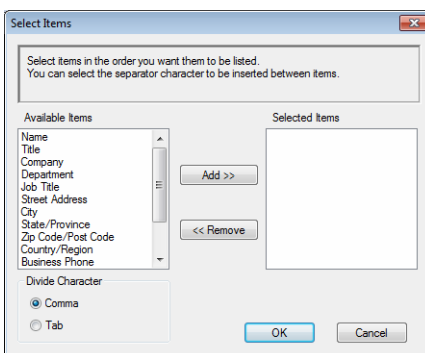 Select Items
Select items in the order you want them to be listed.
You can select the separator character to be inserted between items.
Available Items
Selected Items
Name
Title
Company
Department
Job Title
Street Address
City
State/Province
Zip Code/Post Code
Country/Region
Business Phone
Add >>
<< Remove
Divide Character
Comma
Tab
OK
Cancel